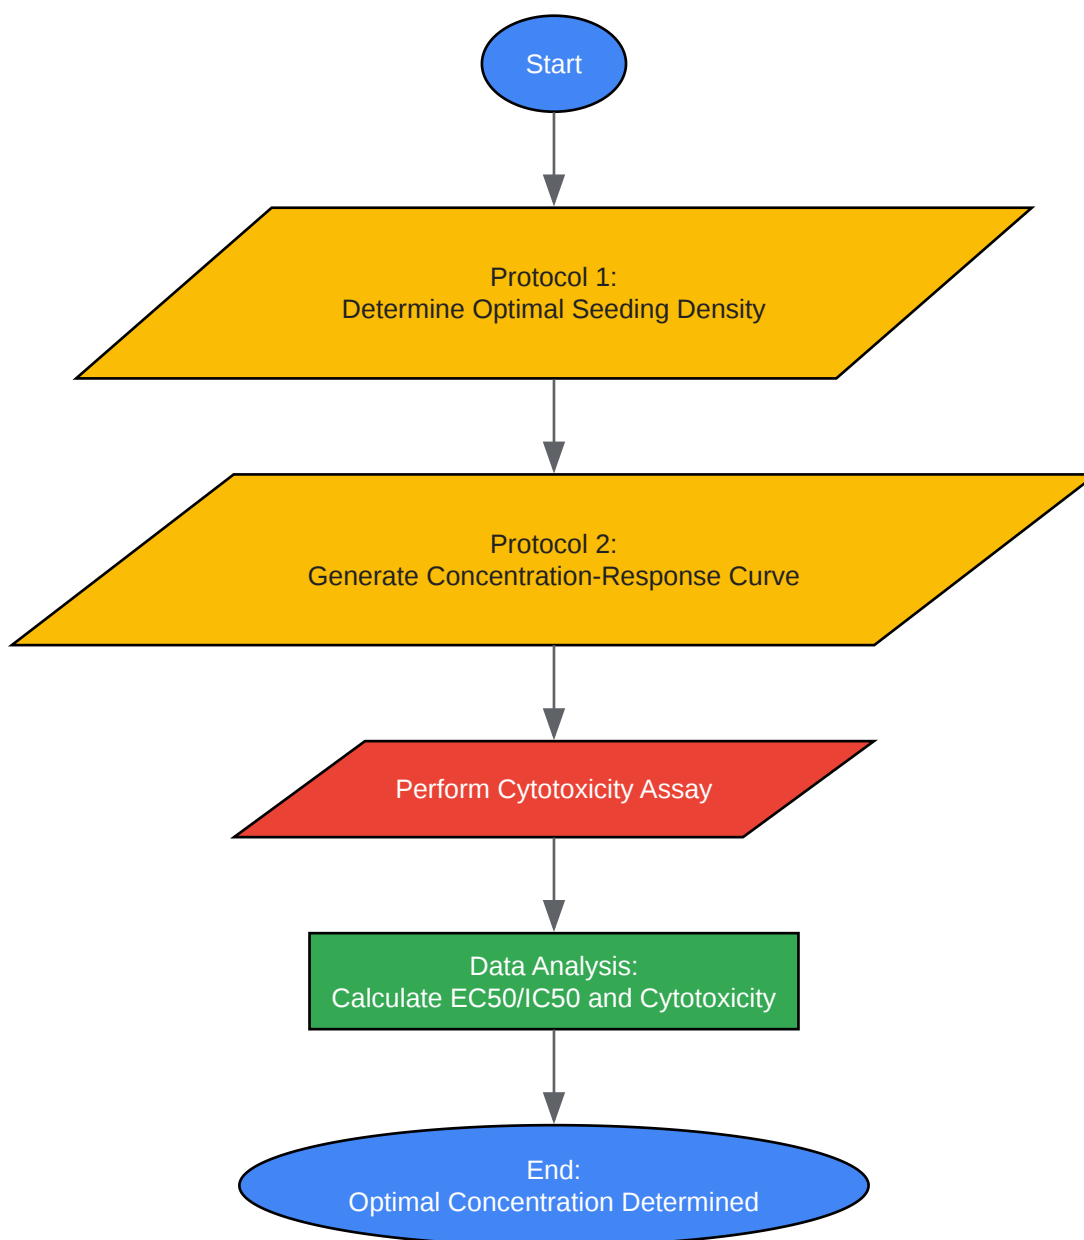 Start
Protocol 1:
Determine Optimal Seeding Density
Protocol 2:
Generate Concentration-Response Curve
Perform Cytotoxicity Assay
Data Analysis:
Calculate EC50/IC50 and Cytotoxicity
End:
Optimal Concentration Determined